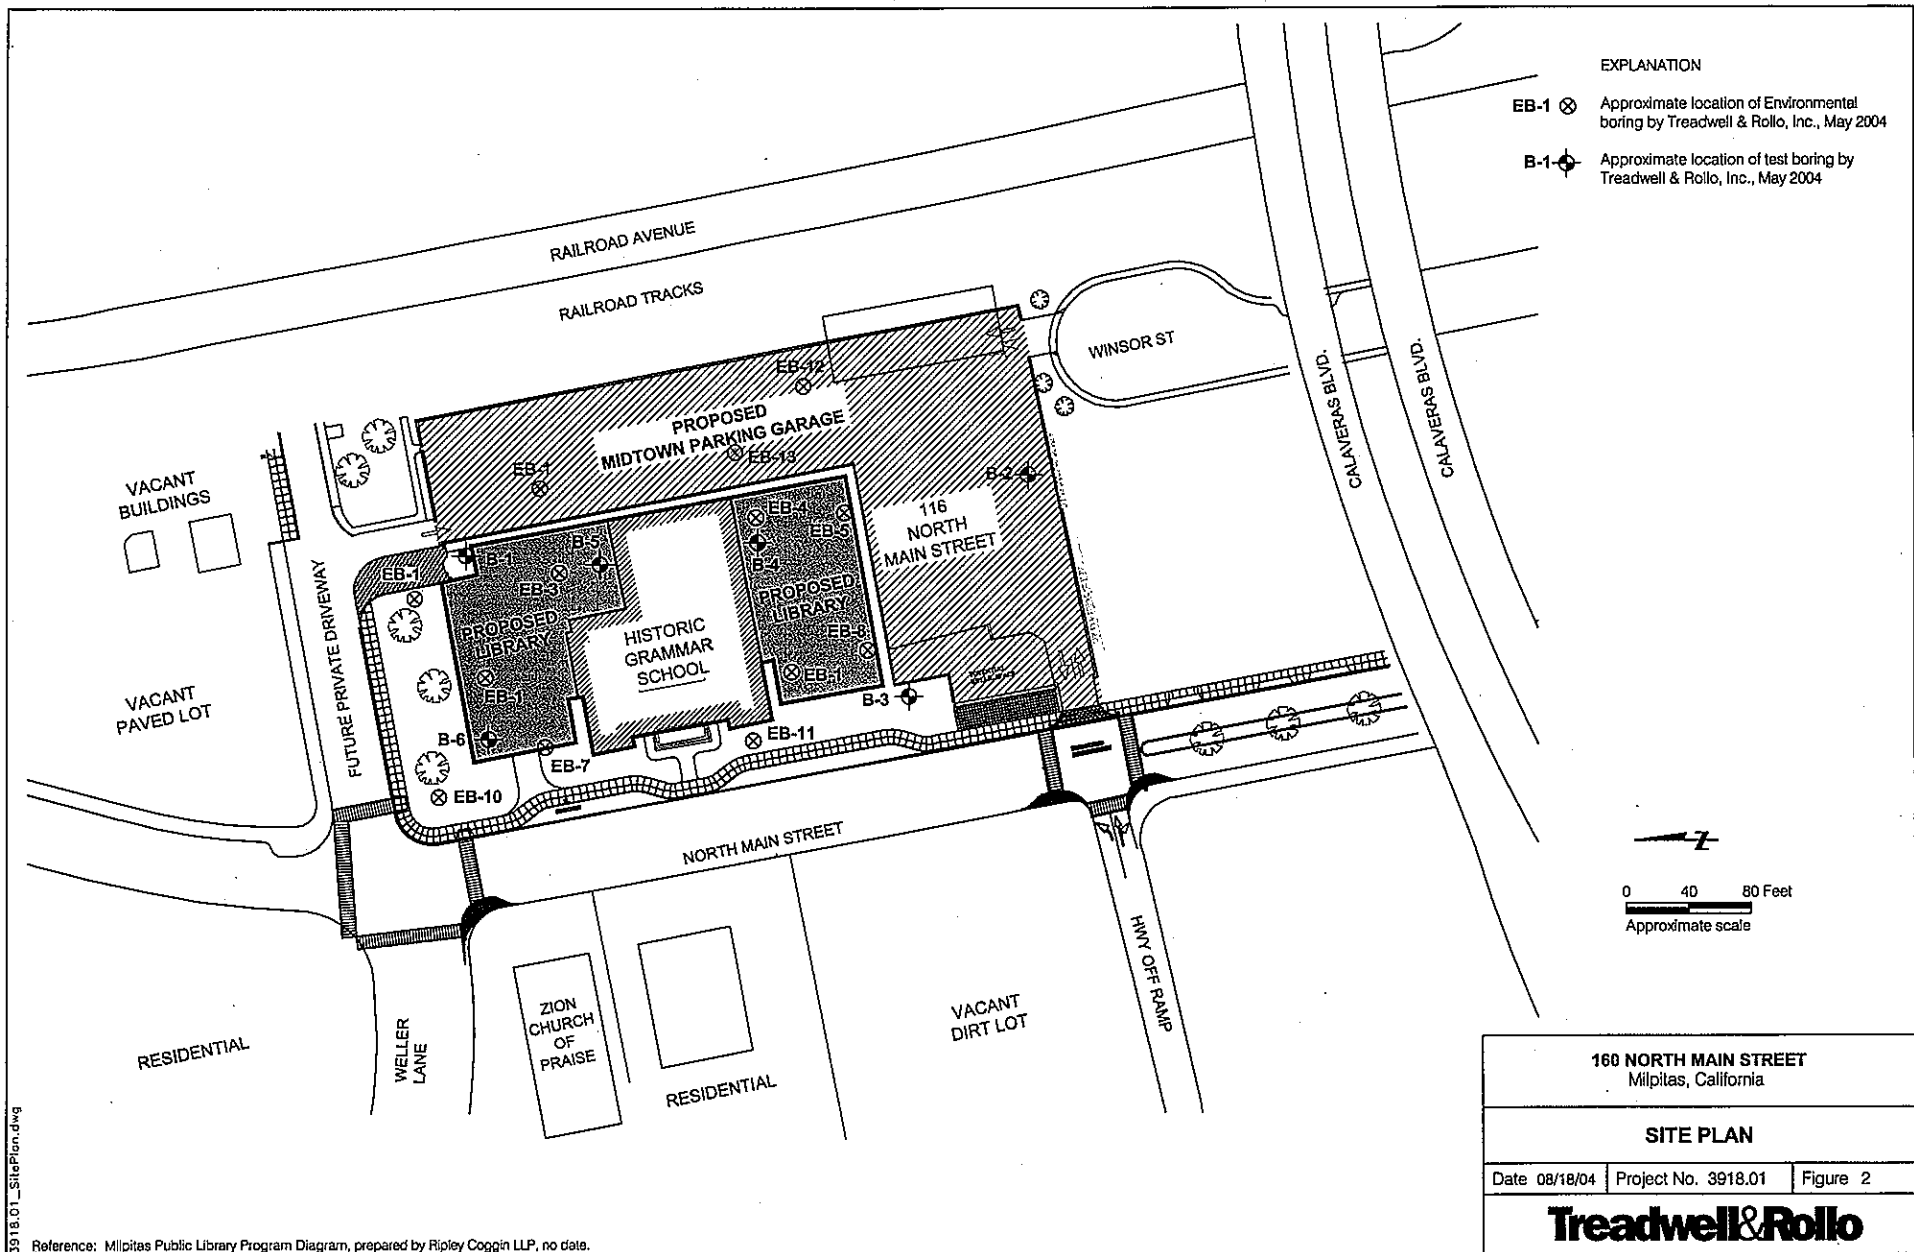 EXPLANATION
EB-1 Approximate location of Environmental
boring by Treadwell & Rollo, Inc., May 2004
B-1 Approximate location of test boring by
Treadwell & Rollo, Inc., May 2004
RAILROAD AVENUE
RAILROAD TRACKS
WINSOR ST
CALAVERAS BLVD.
CALAVERAS BLVD.
EB-12
PROPOSED
MIDTOWN PARKING GARAGE
EB-13
EB-1
B-2
VACANT
BUILDINGS
116
NORTH
MAIN STREET
EB-4
EB-5
B-4
B-5
B-1
EB-1
EB-3
PROPOSED
LIBRARY
PROPOSED
LIBRARY
HISTORIC
GRAMMAR
SCHOOL
EB-8
EB-1
EB-1
B-3
FUTURE PRIVATE DRIVEWAY
VACANT
PAVED LOT
B-6
EB-7
EB-11
EB-10
NORTH MAIN STREET
HWY OFF RAMP
Z
0 40 80 Feet
Approximate scale
RESIDENTIAL
WELLER
LANE
ZION
CHURCH
OF
PRAISE
RESIDENTIAL
VACANT
DIRT LOT
160 NORTH MAIN STREET
Milpitas, California
SITE PLAN
Date 08/18/04 Project No. 3918.01 Figure 2
Treadwell&Rollo
3918.01_SitePlan.dwg
Reference: Milpitas Public Library Program Diagram, prepared by Ripley Coggin LLP, no date.